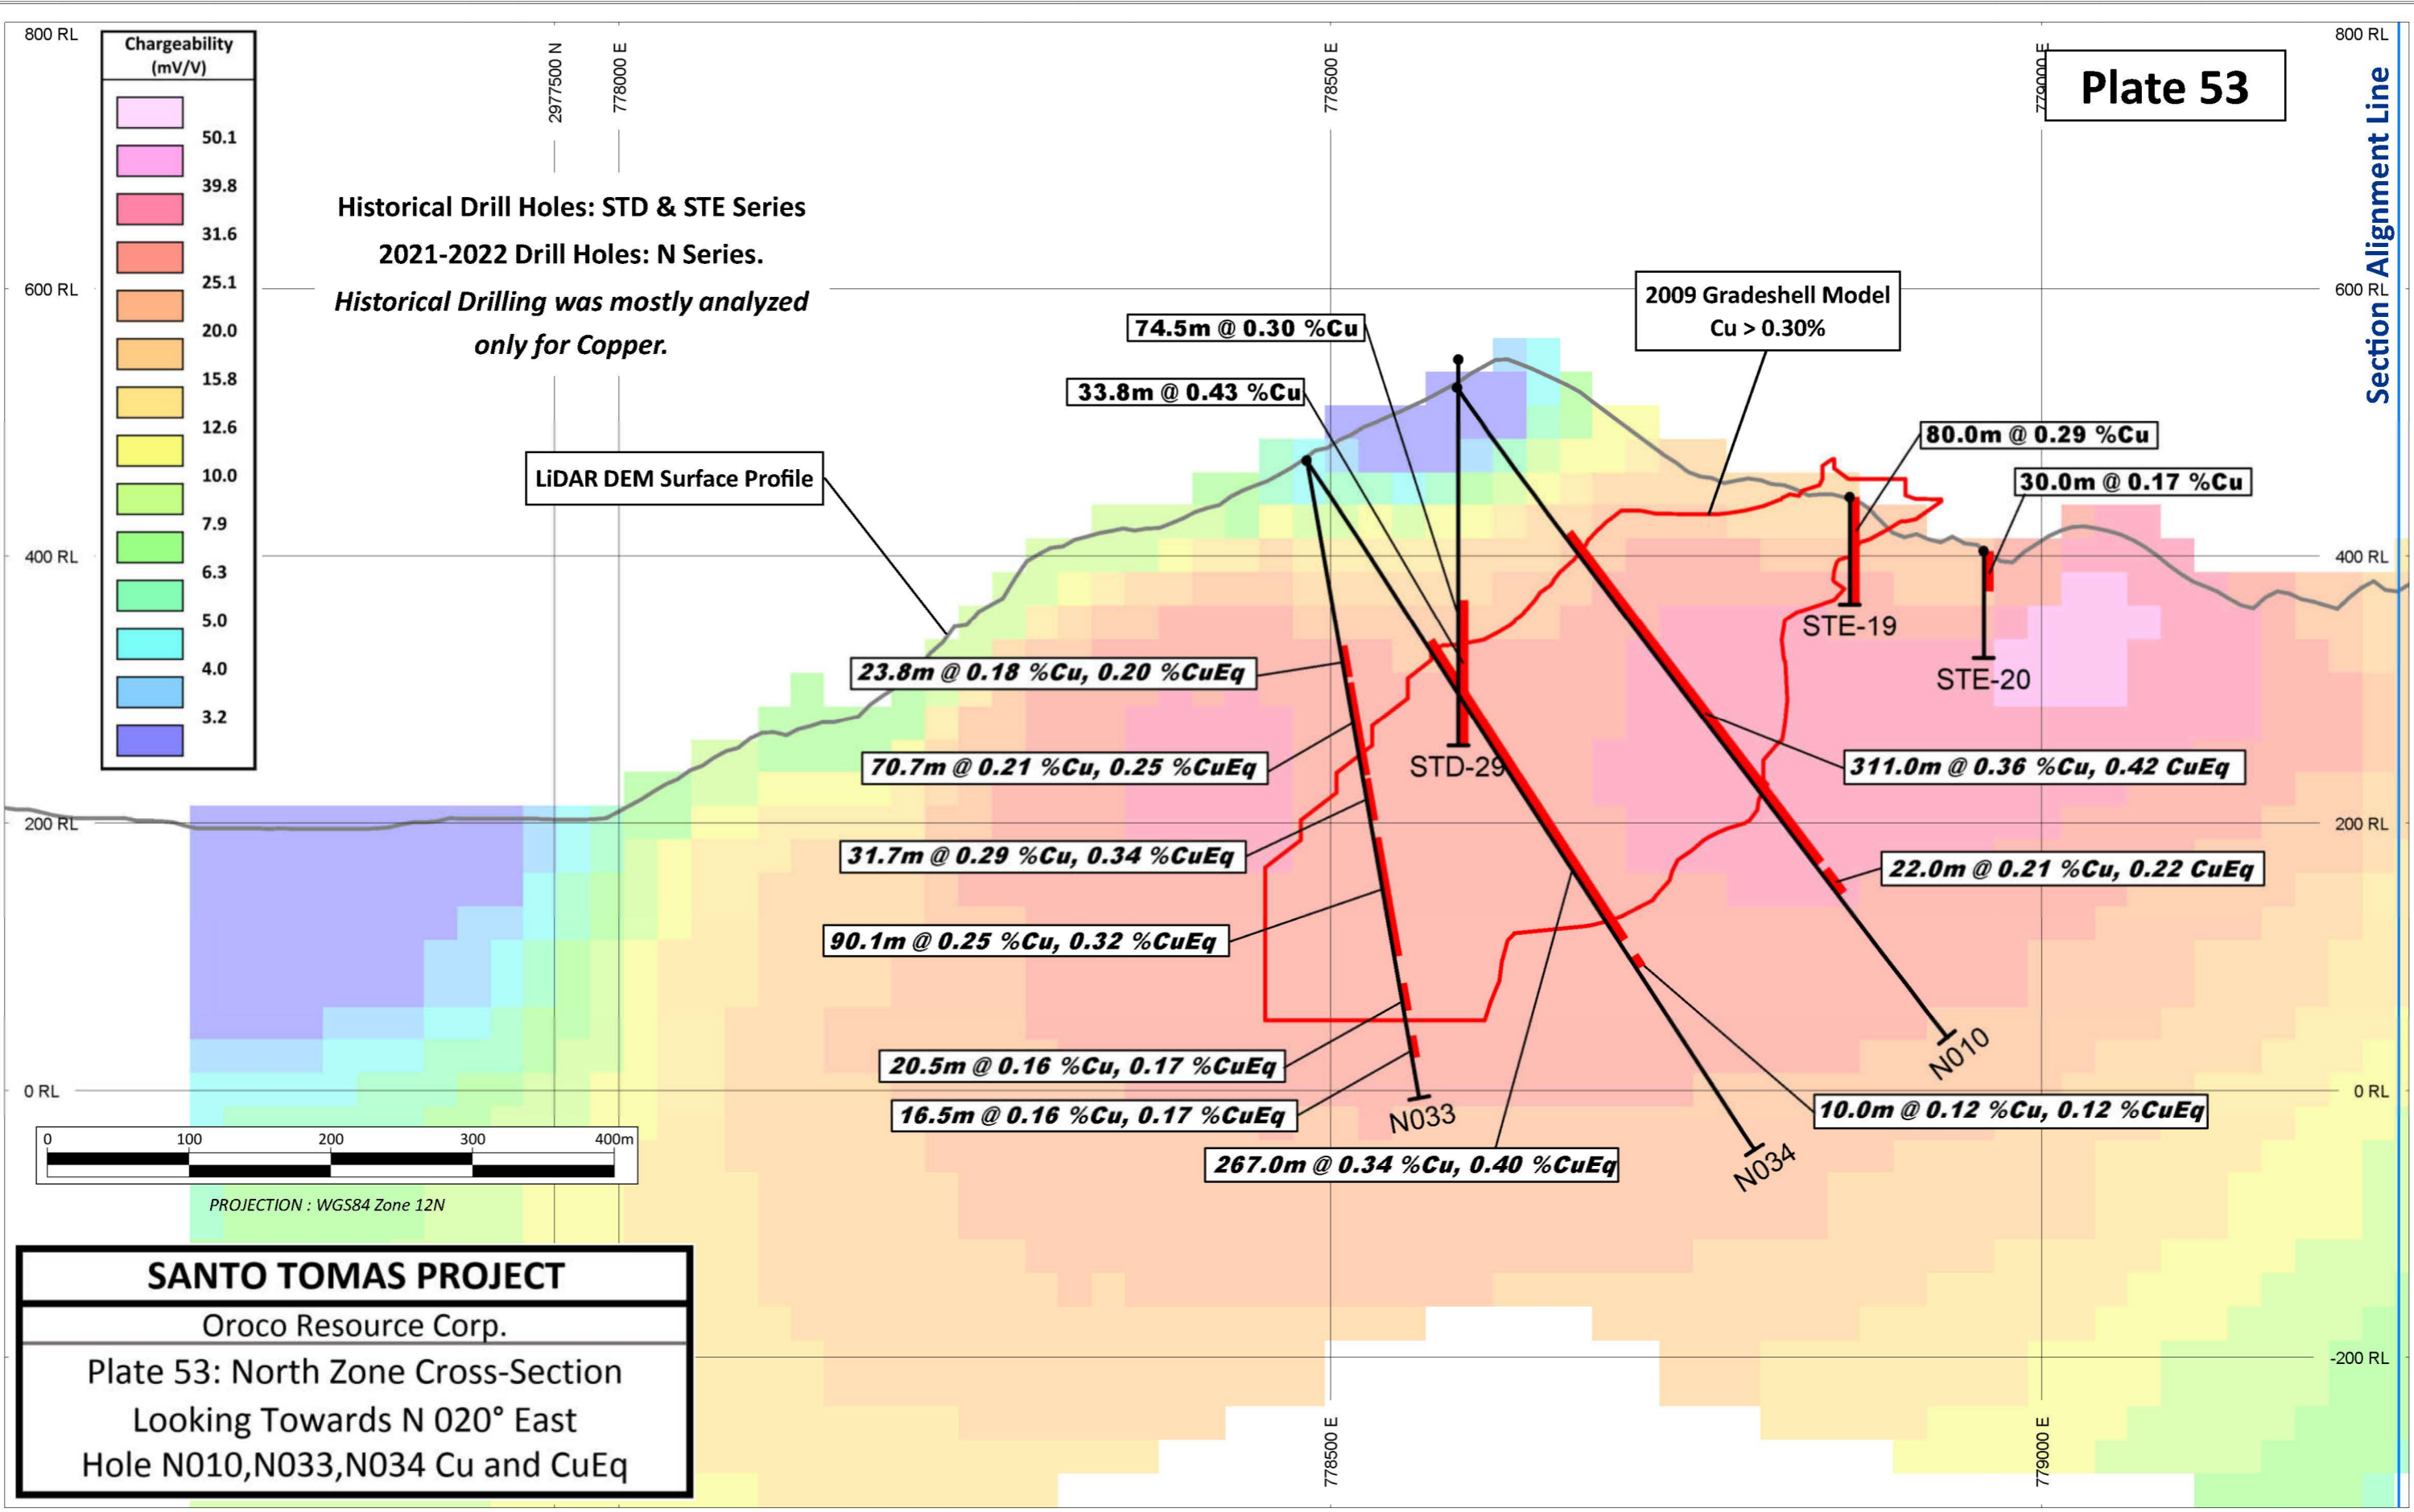 800 RL
800 RL
Chargeability
(mV/V)
50.1
39.8
31.6
25.1
20.0
15.8
12.6
10.0
7.9
6.3
5.0
4.0
3.2
2977500 N
778000 E
778500 E
779000 E
Plate 53
Section Alignment Line
Historical Drill Holes: STD & STE Series
2021-2022 Drill Holes: N Series.
Historical Drilling was mostly analyzed
only for Copper.
600 RL
600 RL
2009 Gradeshell Model
Cu > 0.30%
74.5m @ 0.30 %Cu
33.8m @ 0.43 %Cu
80.0m @ 0.29 %Cu
30.0m @ 0.17 %Cu
LiDAR DEM Surface Profile
400 RL
400 RL
STE-19
STE-20
23.8m @ 0.18 %Cu, 0.20 %CuEq
70.7m @ 0.21 %Cu, 0.25 %CuEq
STD-29
311.0m @ 0.36 %Cu, 0.42 CuEq
200 RL
200 RL
31.7m @ 0.29 %Cu, 0.34 %CuEq
22.0m @ 0.21 %Cu, 0.22 CuEq
90.1m @ 0.25 %Cu, 0.32 %CuEq
20.5m @ 0.16 %Cu, 0.17 %CuEq
N010
0 RL
0 RL
16.5m @ 0.16 %Cu, 0.17 %CuEq
N033
10.0m @ 0.12 %Cu, 0.12 %CuEq
267.0m @ 0.34 %Cu, 0.40 %CuEq
N034
0 100 200 300 400m
PROJECTION : WGS84 Zone 12N
SANTO TOMAS PROJECT
Oroco Resource Corp.
Plate 53: North Zone Cross-Section
Looking Towards N 020° East
Hole N010,N033,N034 Cu and CuEq
-200 RL
778500 E
779000 E